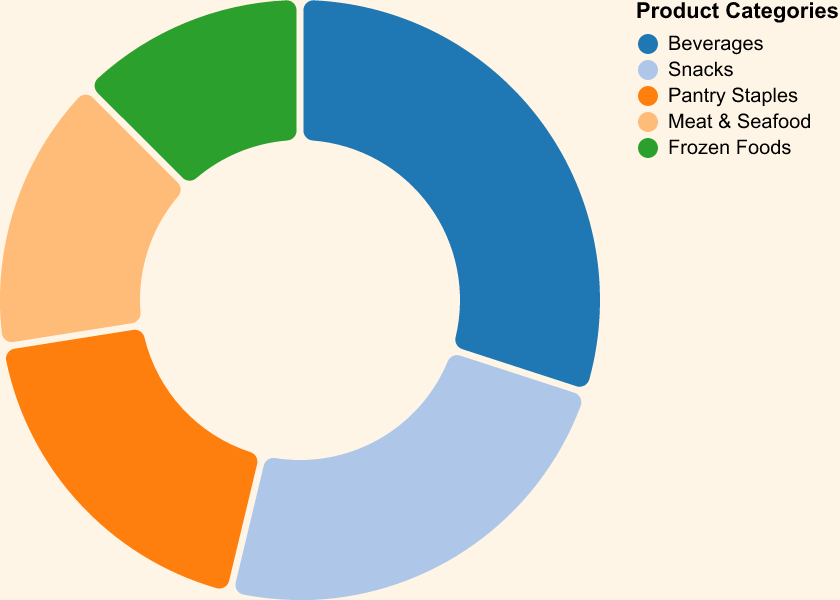 Product Categories
Beverages
Snacks
Pantry Staples
Meat & Seafood
Frozen Foods